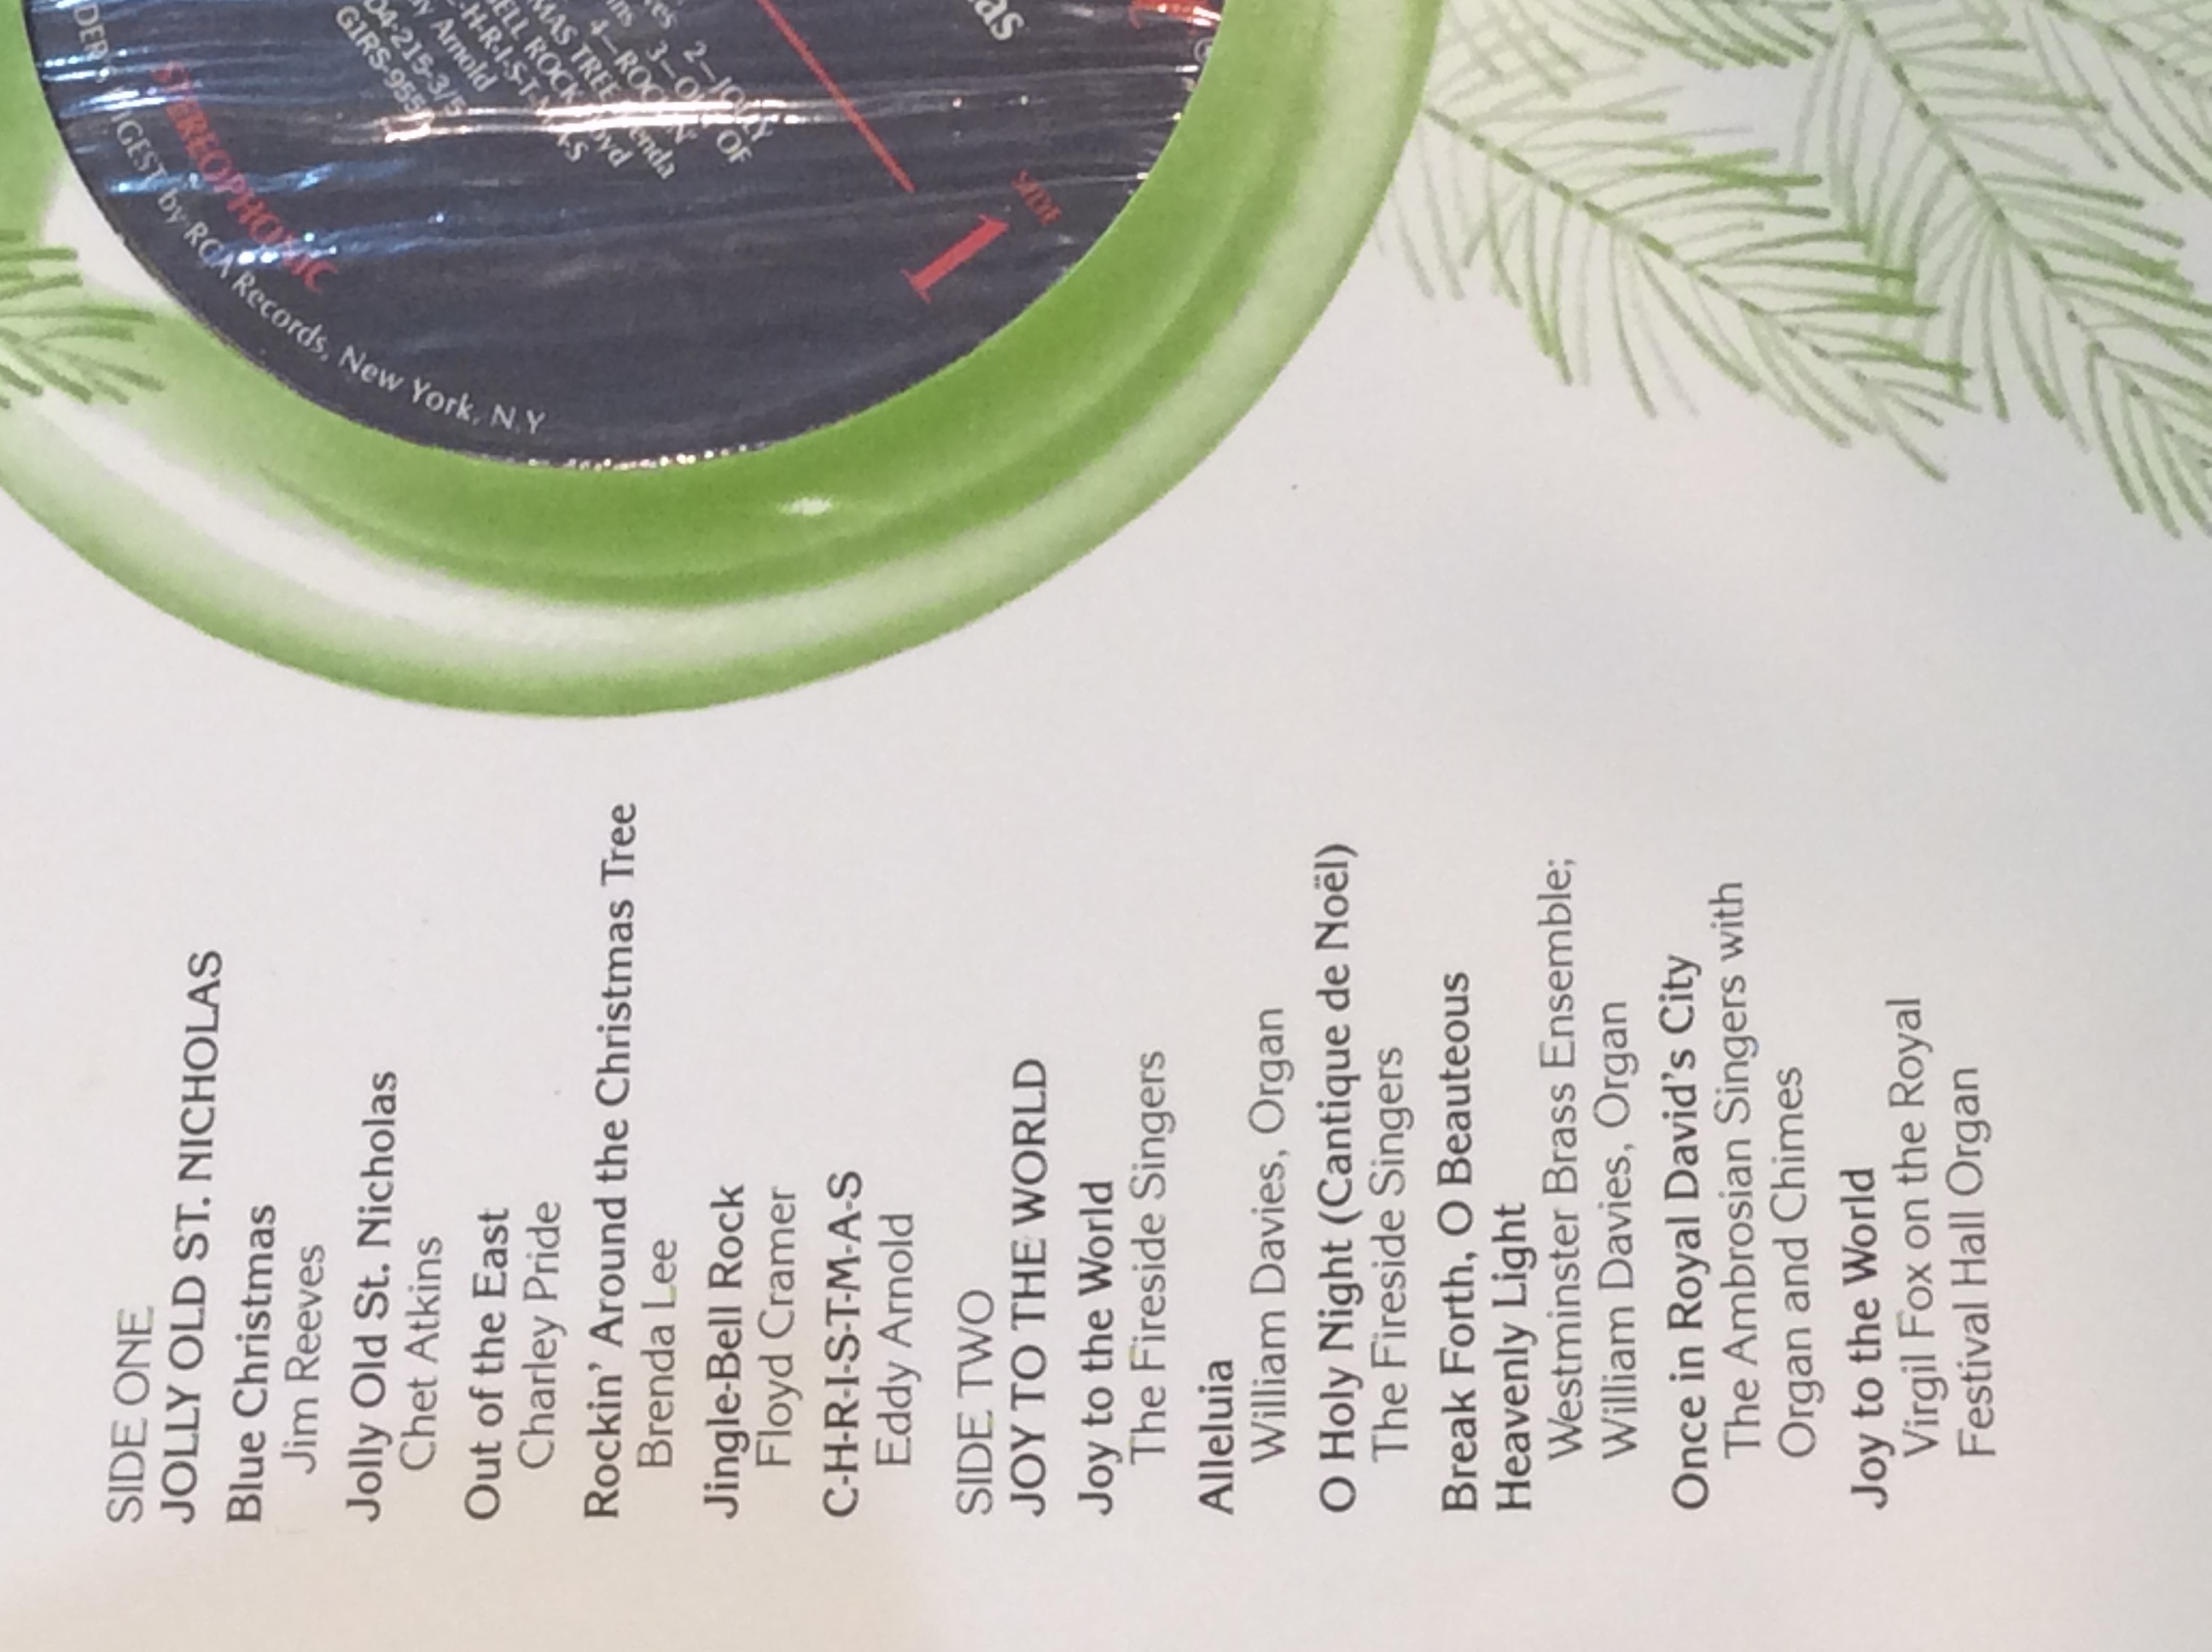 SIDE ONE
JOLLY OLD ST. NICHOLAS
Blue Christmas
Jim Reeves
Jolly Old St. Nicholas
Chet Atkins
Out of the East
Charley Pride
Rockin’ Around the Christmas Tree
Brenda Lee
Jingle-Bell Rock
Floyd Cramer
C-H-R-I-S-T-M-A-S
Eddy Arnold
SIDE TWO
JOY TO THE WORLD
Joy to the World
The Fireside Singers
Alleluia
William Davies, Organ
O Holy Night (Cantique de Noël)
The Fireside Singers
Break Forth, O Beauteous
Heavenly Light
Westminster Brass Ensemble;
William Davies, Organ
Once in Royal David’s City
The Ambrosian Singers with
Organ and Chimes
Joy to the World
Virgil Fox on the Royal
Festival Hall Organ
DIGEST by RCA Records, New York, N.Y
STEREOPHONIC
Arnold
SIDE
1